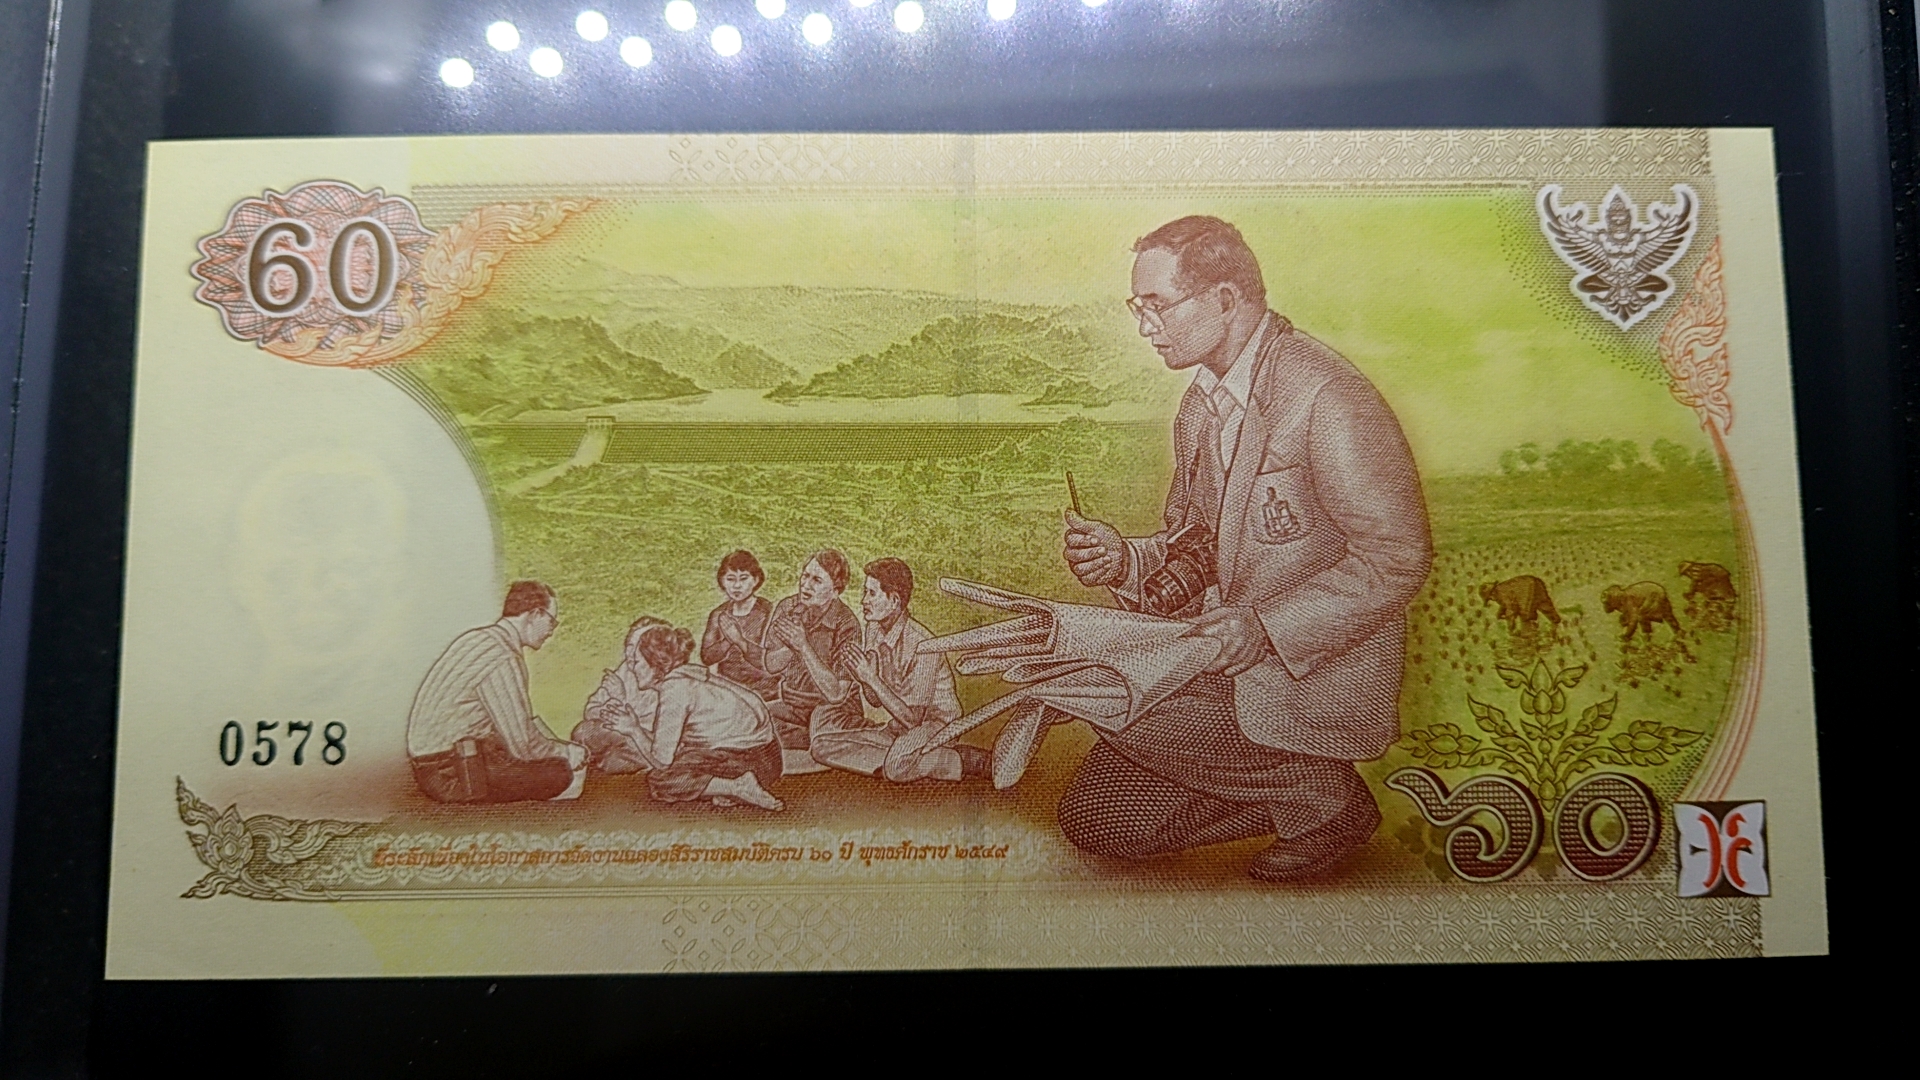 60
0578
ที่ระลึกเนื่องในโอกาสการจัดงานฉลองสิริราชสมบัติครบ ๖๐ ปี พุทธศักราช ๒๕๔๙
๖๐